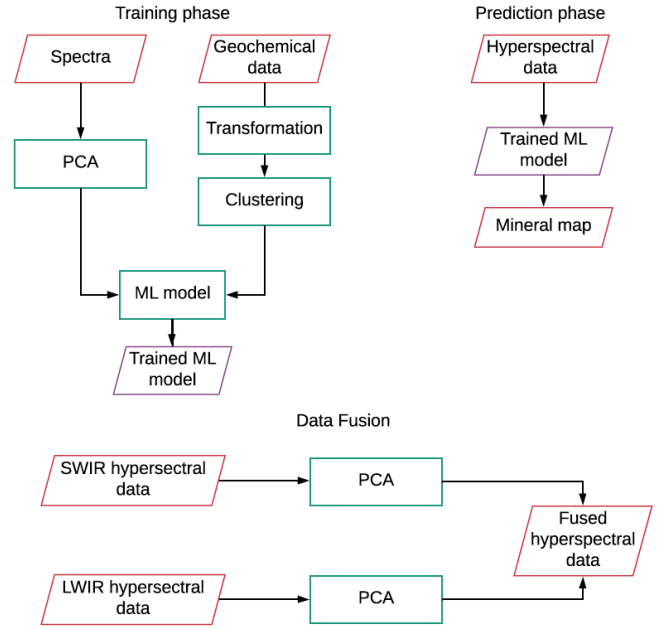 Training phase
Spectra
Geochemical
data
Transformation
PCA
Clustering
ML model
Trained ML
model
Prediction phase
Hyperspectral
data
Trained ML
model
Mineral map
Data Fusion
SWIR hypersectral
data
PCA
LWIR hypersectral
data
PCA
Fused
hyperspectral
data